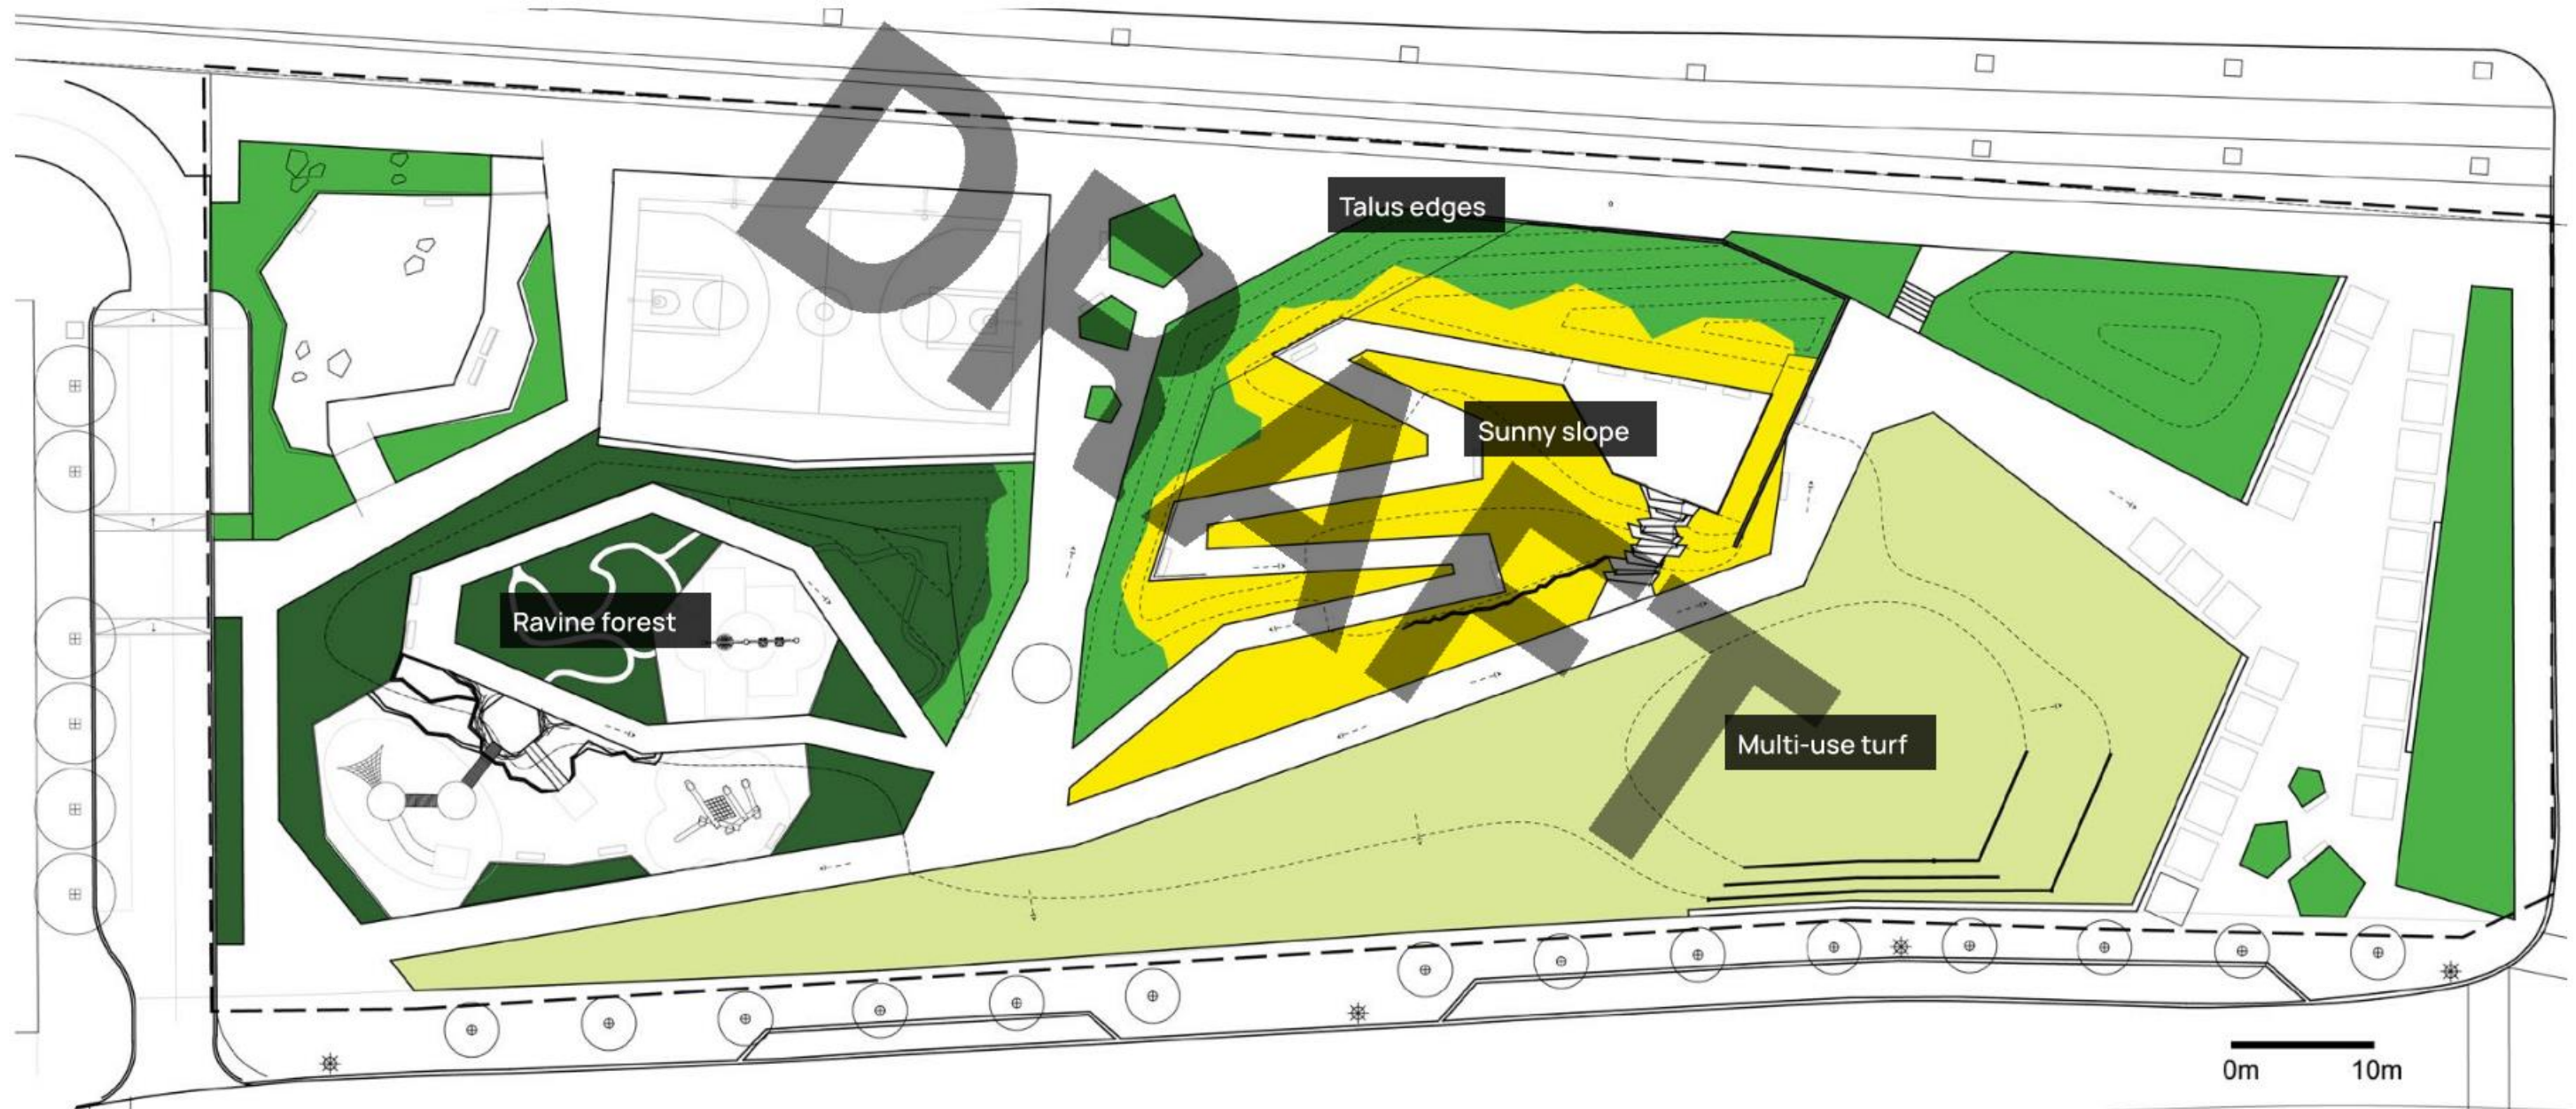 DRAFT
Talus edges
Sunny slope
Ravine forest
Multi-use turf
0m 10m